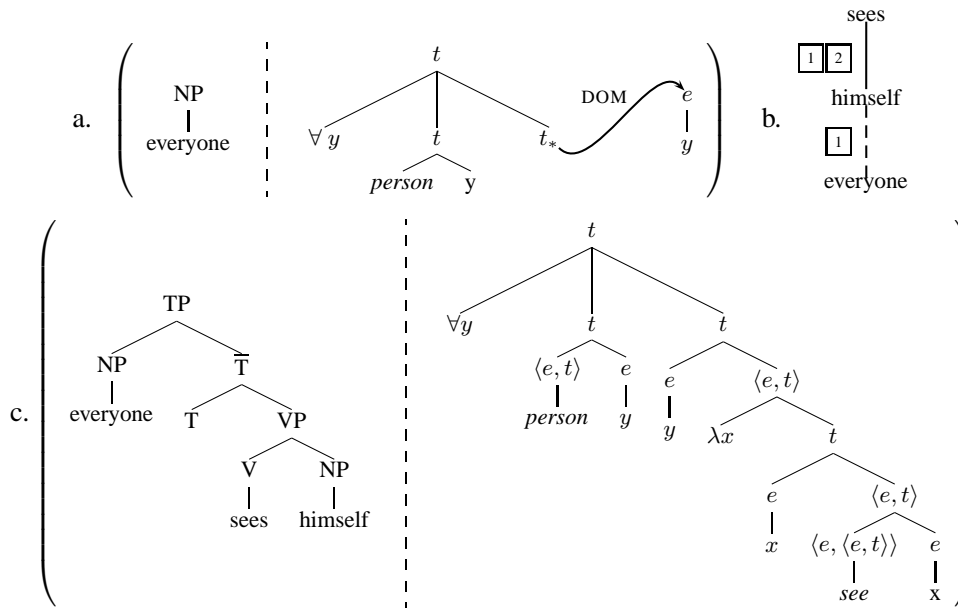 a.
NP
everyone
t
∀ y
t
t*
person
y
DOM
e
y
b.
sees
1 2
himself
1
everyone
c.
TP
NP
T̅
everyone
T
VP
V
NP
sees
himself
t
∀y
t
t
⟨e, t⟩
e
e
⟨e, t⟩
person
y
y
λx
t
e
⟨e, t⟩
x
⟨e, ⟨e, t⟩⟩
e
see
x